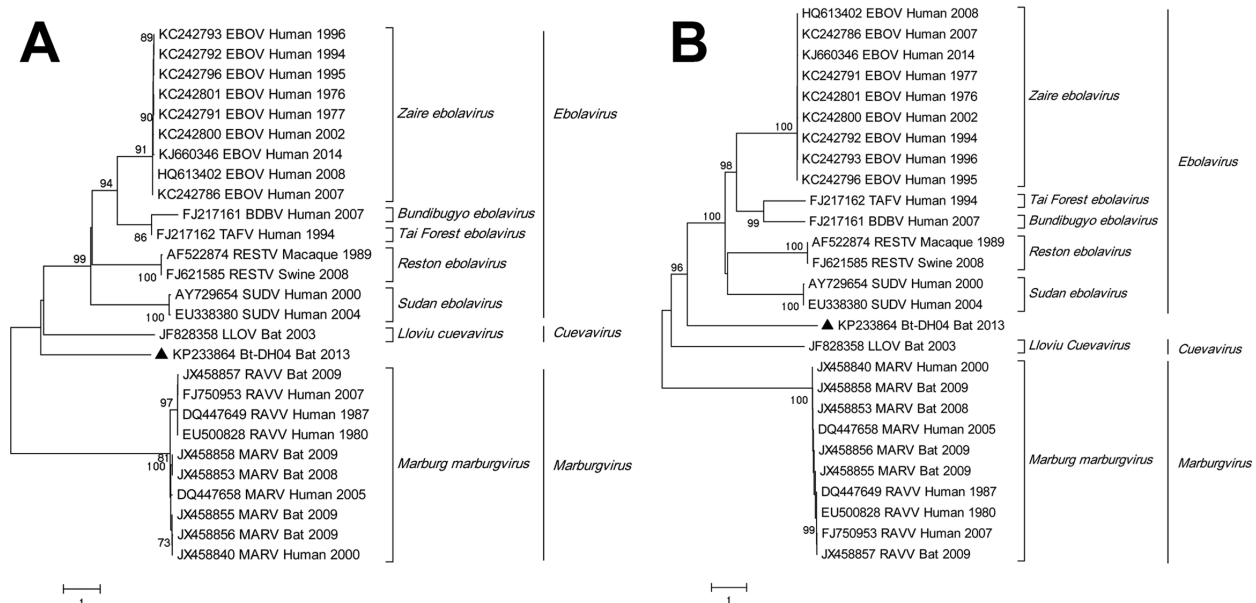 A
89
KC242793 EBOV Human 1996
KC242792 EBOV Human 1994
KC242796 EBOV Human 1995
KC242801 EBOV Human 1976
90
KC242791 EBOV Human 1977
KC242800 EBOV Human 2002
91
KJ660346 EBOV Human 2014
HQ613402 EBOV Human 2008
KC242786 EBOV Human 2007
94
FJ217161 BDBV Human 2007
86
FJ217162 TAFV Human 1994
99
AF522874 RESTV Macaque 1989
100
FJ621585 RESTV Swine 2008
AY729654 SUDV Human 2000
100
EU338380 SUDV Human 2004
JF828358 LLOV Bat 2003
KP233864 Bt-DH04 Bat 2013
JX458857 RAVV Bat 2009
97
FJ750953 RAVV Human 2007
DQ447649 RAVV Human 1987
EU500828 RAVV Human 1980
81
JX458858 MARV Bat 2009
100
JX458853 MARV Bat 2008
DQ447658 MARV Human 2005
JX458855 MARV Bat 2009
JX458856 MARV Bat 2009
73
JX458840 MARV Human 2000
Zaire ebolavirus
Bundibugyo ebolavirus
Tai Forest ebolavirus
Reston ebolavirus
Sudan ebolavirus
Lloviu cuevavirus
Marburg marburgvirus
Ebolavirus
Cuevavirus
Marburgvirus
1
B
HQ613402 EBOV Human 2008
KC242786 EBOV Human 2007
KJ660346 EBOV Human 2014
KC242791 EBOV Human 1977
KC242801 EBOV Human 1976
KC242800 EBOV Human 2002
100
KC242792 EBOV Human 1994
KC242793 EBOV Human 1996
KC242796 EBOV Human 1995
98
FJ217162 TAFV Human 1994
99
FJ217161 BDBV Human 2007
100
AF522874 RESTV Macaque 1989
100
FJ621585 RESTV Swine 2008
96
AY729654 SUDV Human 2000
100
EU338380 SUDV Human 2004
KP233864 Bt-DH04 Bat 2013
JF828358 LLOV Bat 2003
JX458840 MARV Human 2000
100
JX458858 MARV Bat 2009
JX458853 MARV Bat 2008
DQ447658 MARV Human 2005
JX458856 MARV Bat 2009
JX458855 MARV Bat 2009
DQ447649 RAVV Human 1987
EU500828 RAVV Human 1980
99
FJ750953 RAVV Human 2007
JX458857 RAVV Bat 2009
Zaire ebolavirus
Tai Forest ebolavirus
Bundibugyo ebolavirus
Reston ebolavirus
Sudan ebolavirus
Lloviu Cuevavirus
Marburg marburgvirus
Ebolavirus
Cuevavirus
Marburgvirus
1